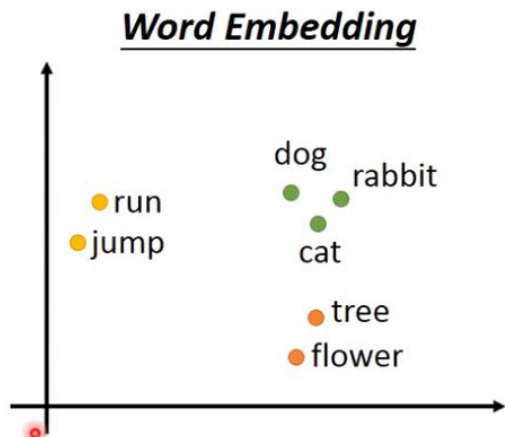 Word Embedding
dog
rabbit
run
jump
cat
tree
flower